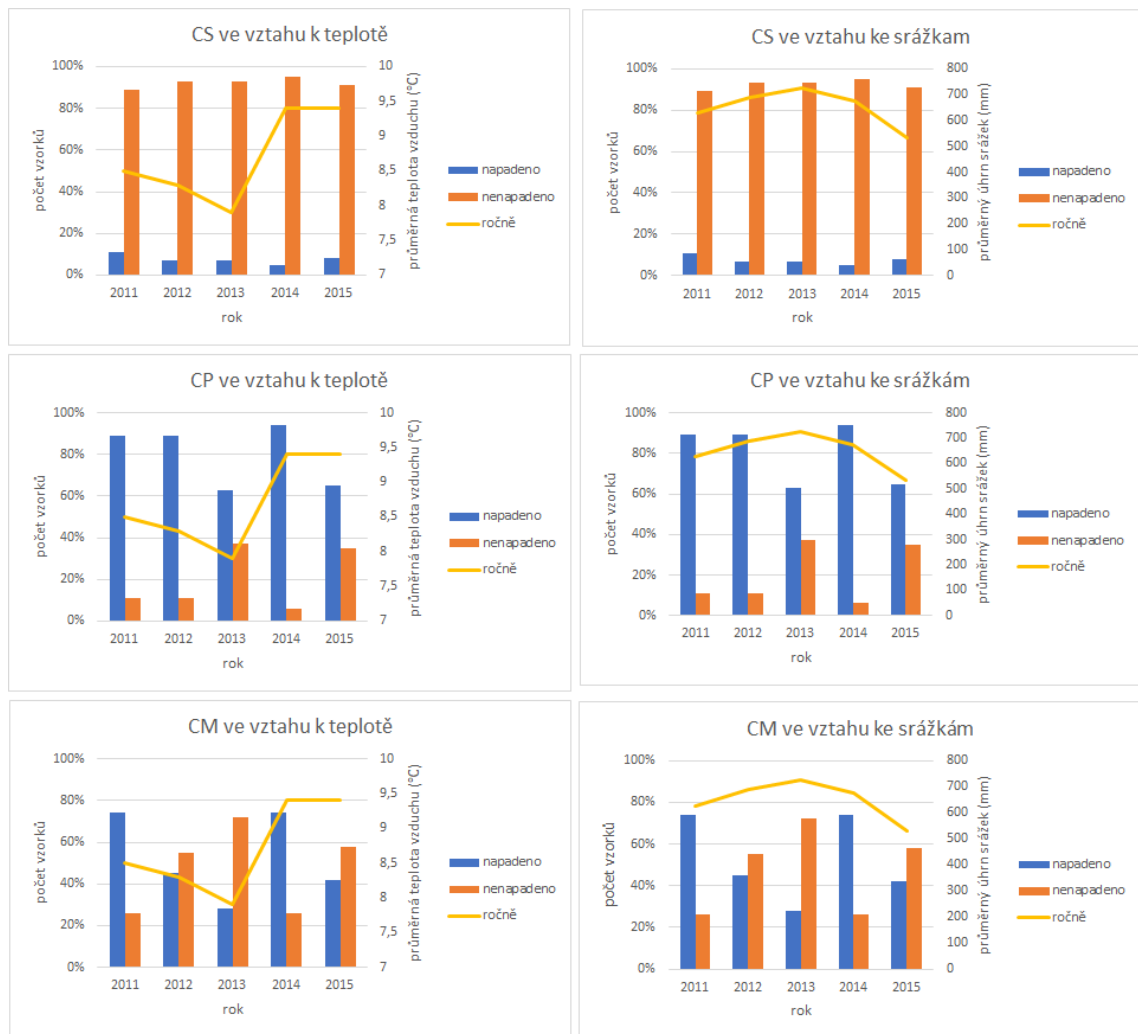 CS ve vztahu k teplotě
100%
80%
60%
40%
20%
0%
počet vzorků
10
9,5
9
8,5
8
7,5
7
průměrná teplota vzduchu (°C)
2011 2012 2013 2014 2015
rok
napadeno
nenapadeno
ročně
CS ve vztahu ke srážkam
100%
80%
60%
40%
20%
0%
počet vzorků
800
700
600
500
400
300
200
100
0
průměrný úhrn srážek (mm)
2011 2012 2013 2014 2015
rok
napadeno
nenapadeno
ročně
CP ve vztahu k teplotě
100%
80%
60%
40%
20%
0%
počet vzorků
10
9,5
9
8,5
8
7,5
7
průměrná teplota vzduchu (°C)
2011 2012 2013 2014 2015
rok
napadeno
nenapadeno
ročně
CP ve vztahu ke srážkám
100%
80%
60%
40%
20%
0%
počet vzorků
800
700
600
500
400
300
200
100
0
průměrný úhrn srážek (mm)
2011 2012 2013 2014 2015
rok
napadeno
nenapadeno
ročně
CM ve vztahu k teplotě
100%
80%
60%
40%
20%
0%
počet vzorků
10
9,5
9
8,5
8
7,5
7
průměrná teplota vzduchu (°C)
2011 2012 2013 2014 2015
rok
napadeno
nenapadeno
ročně
CM ve vztahu ke srážkám
100%
80%
60%
40%
20%
0%
počet vzorků
800
700
600
500
400
300
200
100
0
průměrný úhrn srážek (mm)
2011 2012 2013 2014 2015
rok
napadeno
nenapadeno
ročně